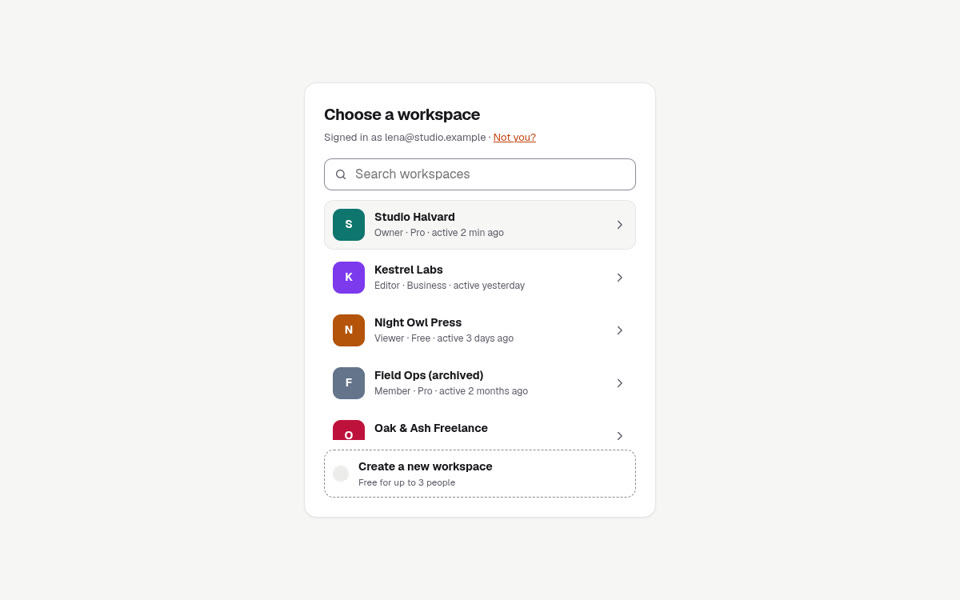 Choose a workspace
Signed in as lena@studio.example · Not you?
Search workspaces
S
Studio Halvard
Owner · Pro · active 2 min ago
K
Kestrel Labs
Editor · Business · active yesterday
N
Night Owl Press
Viewer · Free · active 3 days ago
F
Field Ops (archived)
Member · Pro · active 2 months ago
O
Oak & Ash Freelance
Create a new workspace
Free for up to 3 people